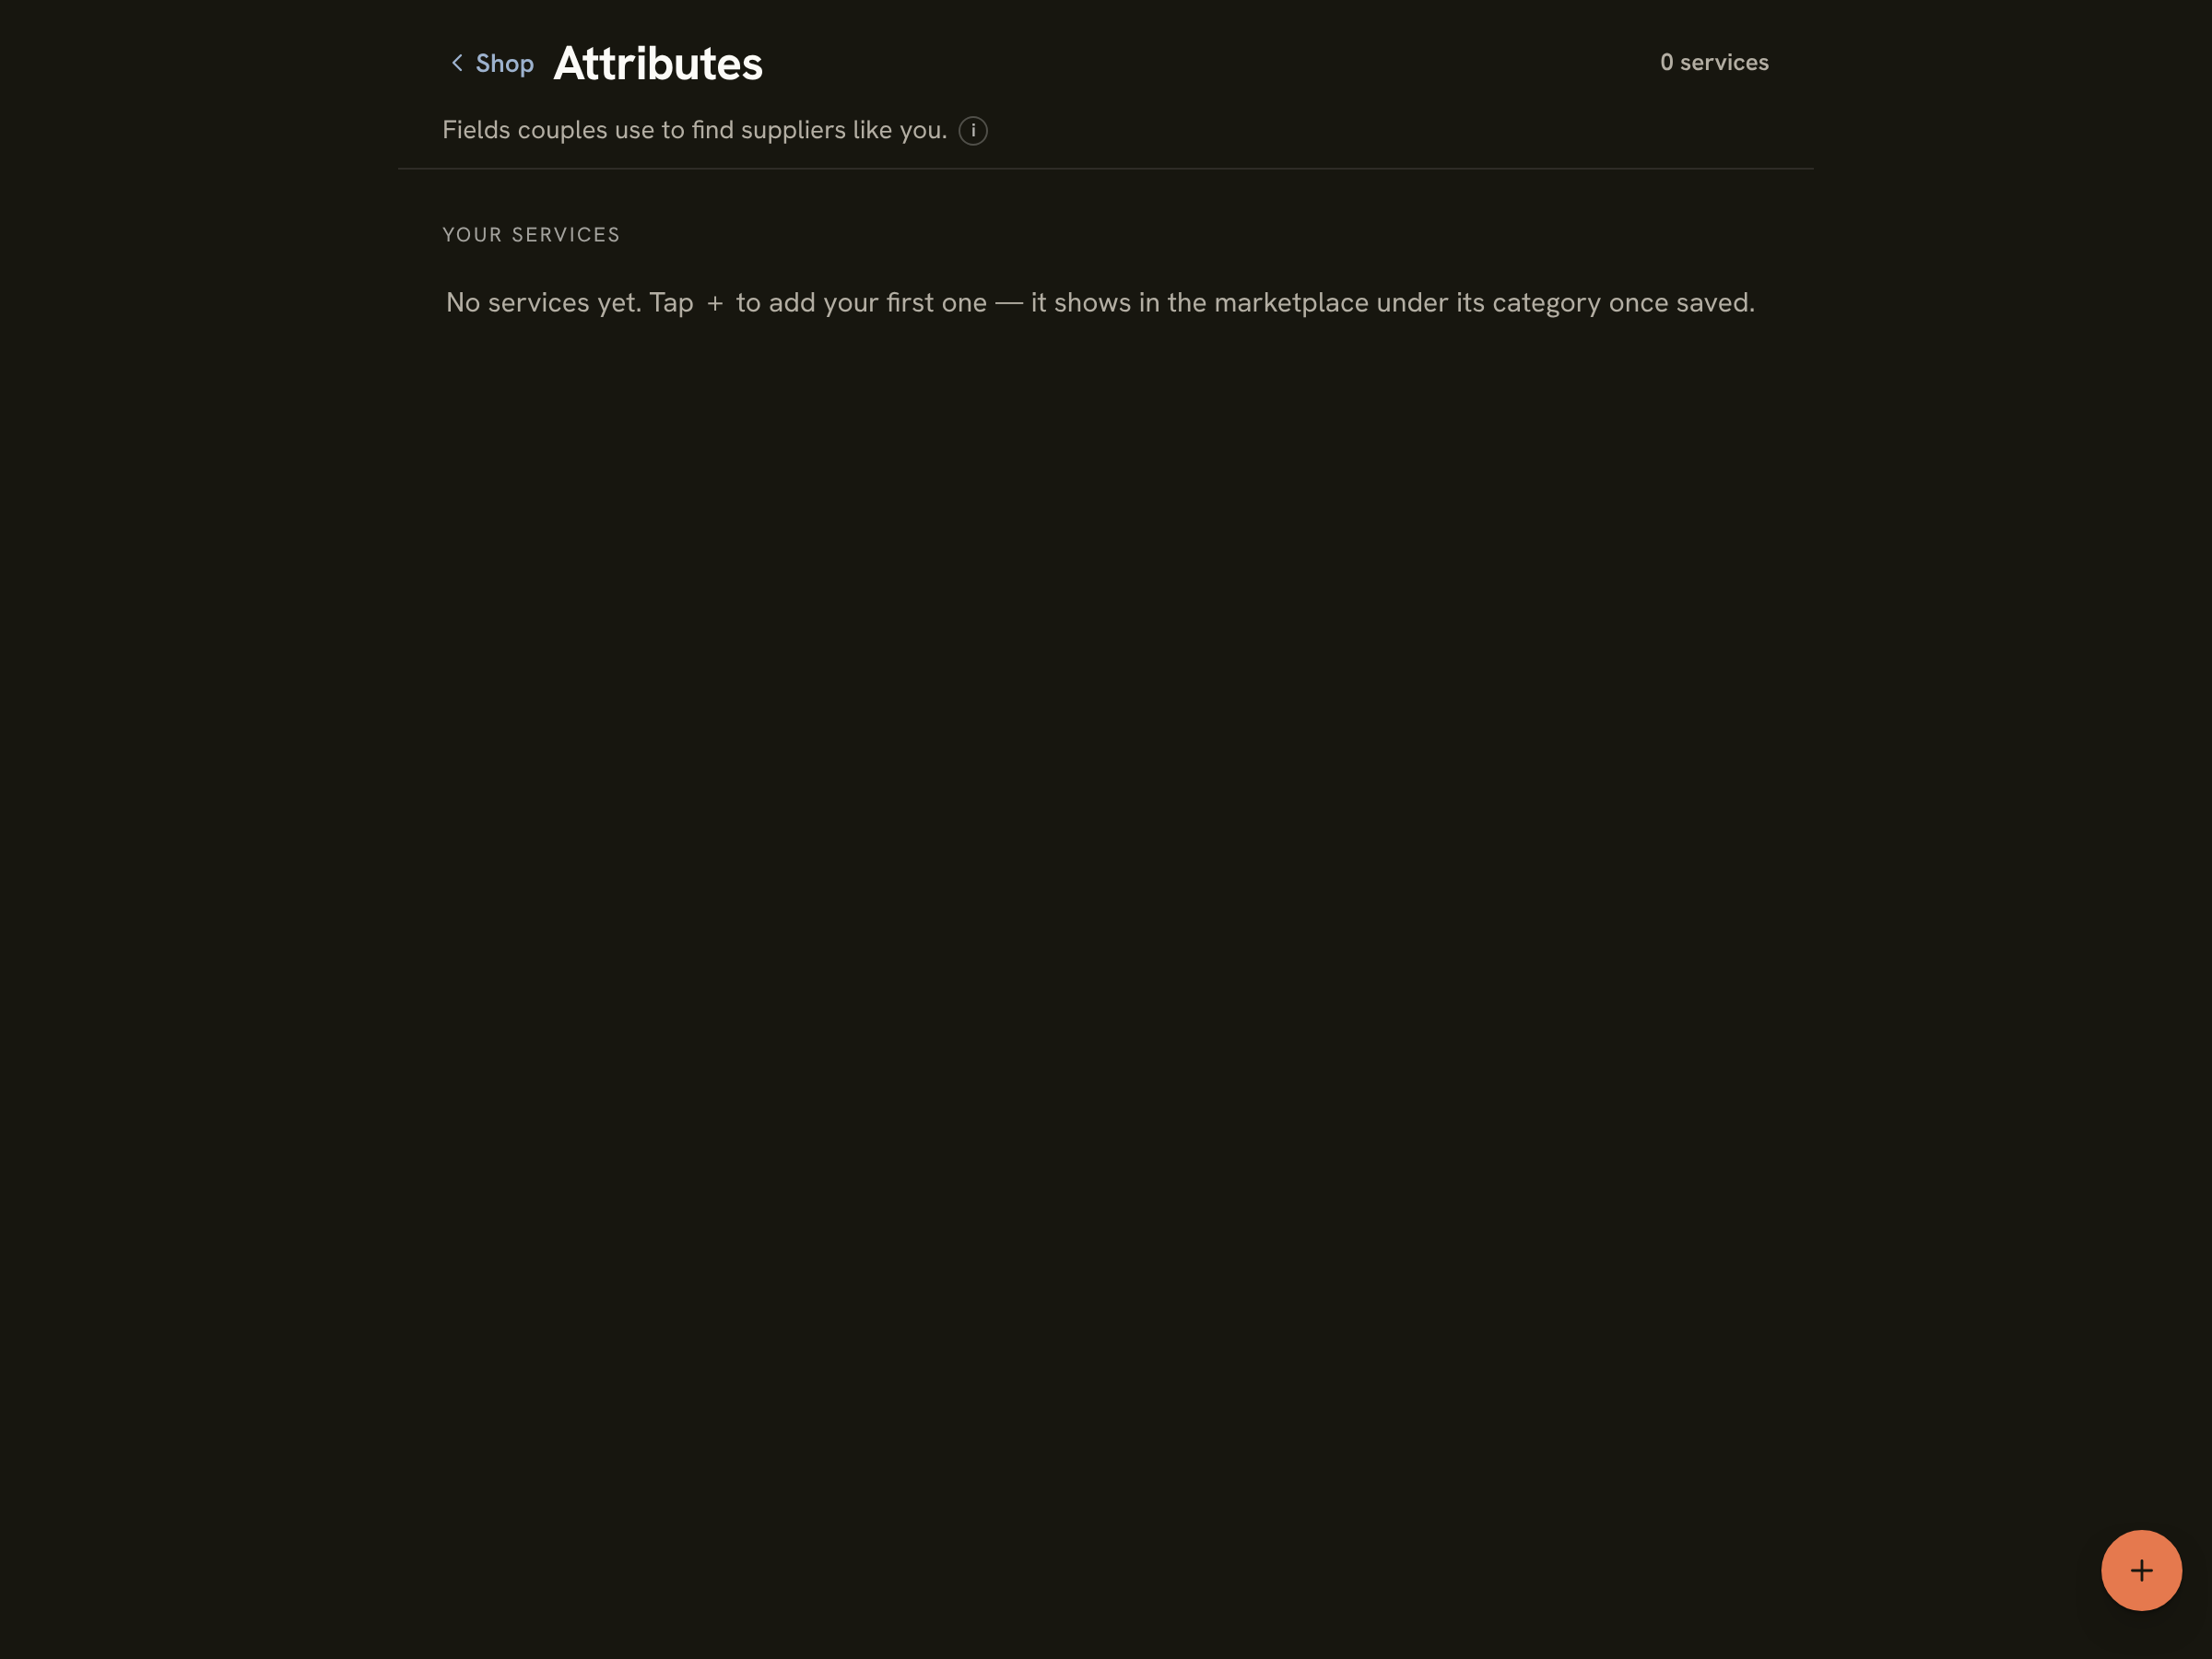 Shop Attributes 0 services
Fields couples use to find suppliers like you. i
YOUR SERVICES
No services yet. Tap + to add your first one — it shows in the marketplace under its category once saved.
+